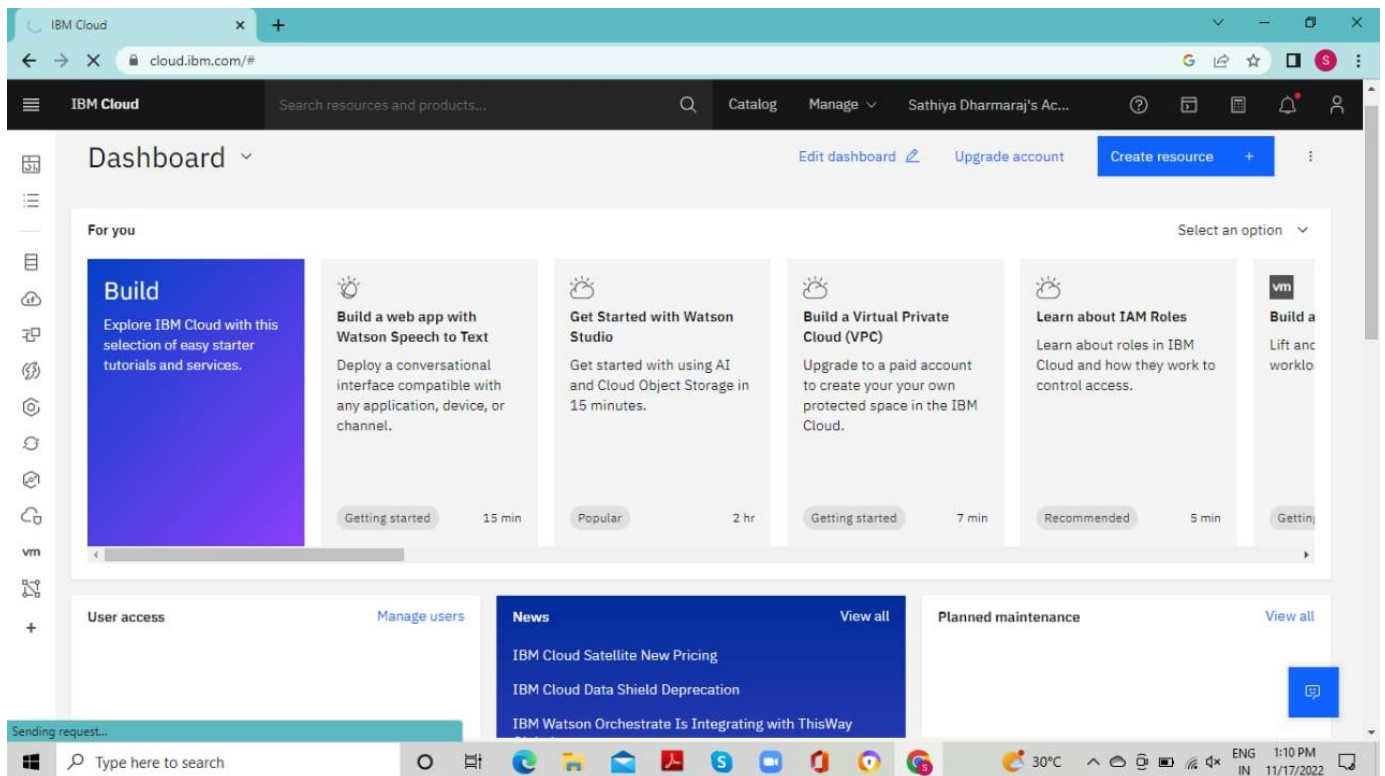 IBM Cloud
cloud.ibm.com/#
G
S
IBM Cloud
Search resources and products...
Catalog
Manage
Sathiya Dharmaraj's Ac...
Dashboard
Edit dashboard
Upgrade account
Create resource +
For you
Select an option
Build
Explore IBM Cloud with this
selection of easy starter
tutorials and services.
Build a web app with
Watson Speech to Text
Deploy a conversational
interface compatible with
any application, device, or
channel.
Getting started 15 min
Get Started with Watson
Studio
Get started with using AI
and Cloud Object Storage in
15 minutes.
Popular 2 hr
Build a Virtual Private
Cloud (VPC)
Upgrade to a paid account
to create your your own
protected space in the IBM
Cloud.
Getting started 7 min
Learn about IAM Roles
Learn about roles in IBM
Cloud and how they work to
control access.
Recommended 5 min
vm
Build a
Lift and
worklo
Getting
vm
User access
Manage users
News
View all
IBM Cloud Satellite New Pricing
IBM Cloud Data Shield Deprecation
IBM Watson Orchestrate Is Integrating with ThisWay
Planned maintenance
View all
Sending request...
Type here to search
30°C
ENG
IN
1:10 PM
11/17/2022